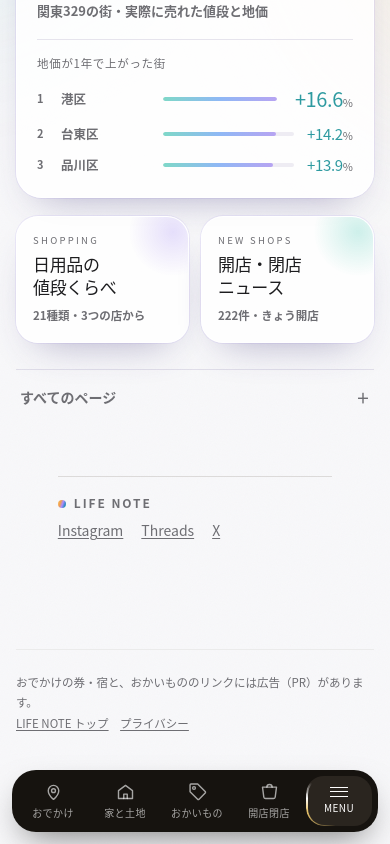 関東329の街・実際に売れた値段と地価
地価が1年で上がった街
1 港区 +16.6%
2 台東区 +14.2%
3 品川区 +13.9%
SHOPPING
日用品の
値段くらべ
21種類・3つの店から
NEW SHOPS
開店・閉店
ニュース
222件・きょう開店
すべてのページ +
LIFE NOTE
Instagram Threads X
おでかけの券・宿と、おかいもののリンクには広告（PR）がありま
す。
LIFE NOTE トップ プライバシー
おでかけ 家と土地 おかいもの 開店閉店 MENU